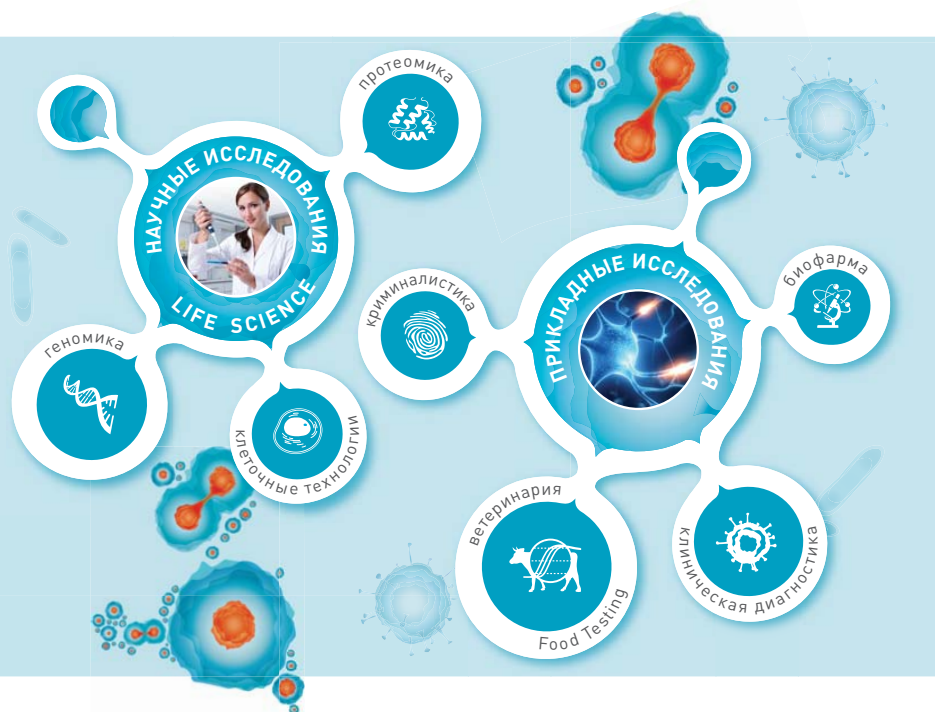 протеомика
НАУЧНЫЕ ИССЛЕДОВАНИЯ
LIFE SCIENCE
геномика
клеточные технологии
криминалистика
ПРИКЛАДНЫЕ ИССЛЕДОВАНИЯ
биофарма
ветеринария
Food Testing
клиническая диагностика